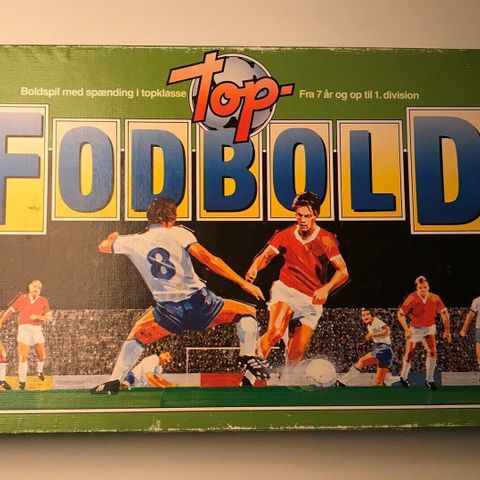 Boldspil med spænding i topklasse
Top-
Fra 7 år og op til 1. division
FODBOLD
8